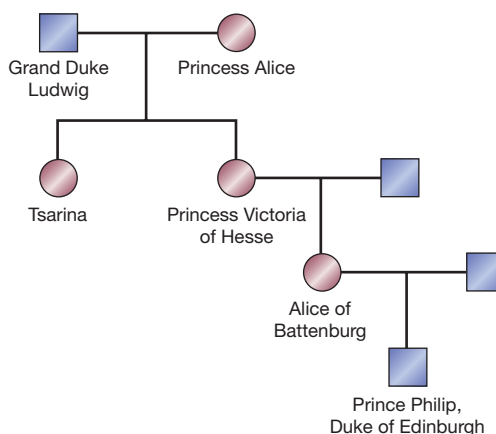 Grand Duke
Ludwig
Princess Alice
Tsarina
Princess Victoria
of Hesse
Alice of
Battenburg
Prince Philip,
Duke of Edinburgh